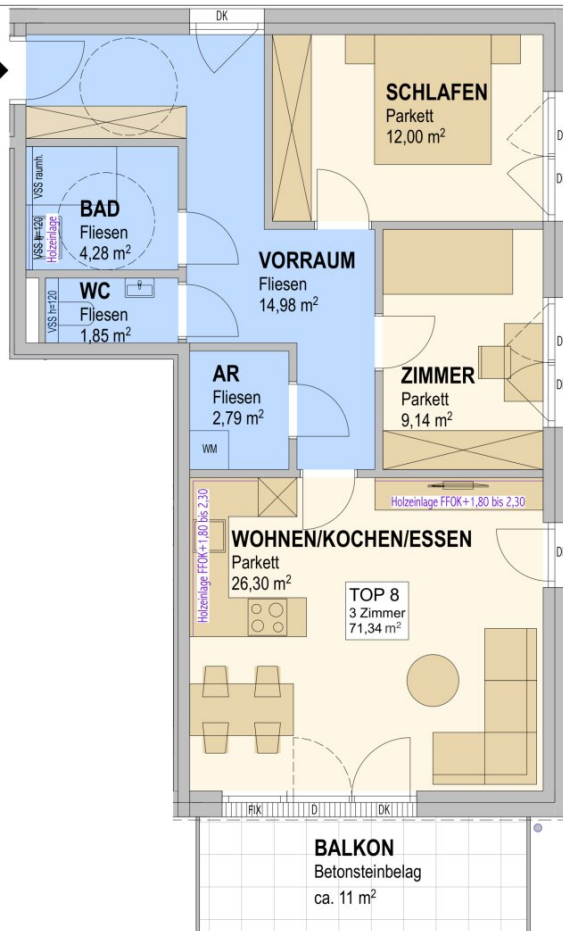 DK
SCHLAFEN
Parkett
12,00 m²
D
D
VSS raumh.
VSS h=120
Holzeinlage
BAD
Fliesen
4,28 m²
VORRAUM
Fliesen
14,98 m²
WC
Fliesen
1,85 m²
VSS h=120
D
D
AR
Fliesen
2,79 m²
WM
ZIMMER
Parkett
9,14 m²
Holzeinlage FFOK+1,80 bis 2,30
Holzeinlage FFOK+1,80 bis 2,30
WOHNEN/KOCHEN/ESSEN
Parkett
26,30 m²
D
TOP 8
3 Zimmer
71,34 m²
FIX
D
DK
BALKON
Betonsteinbelag
ca. 11 m²